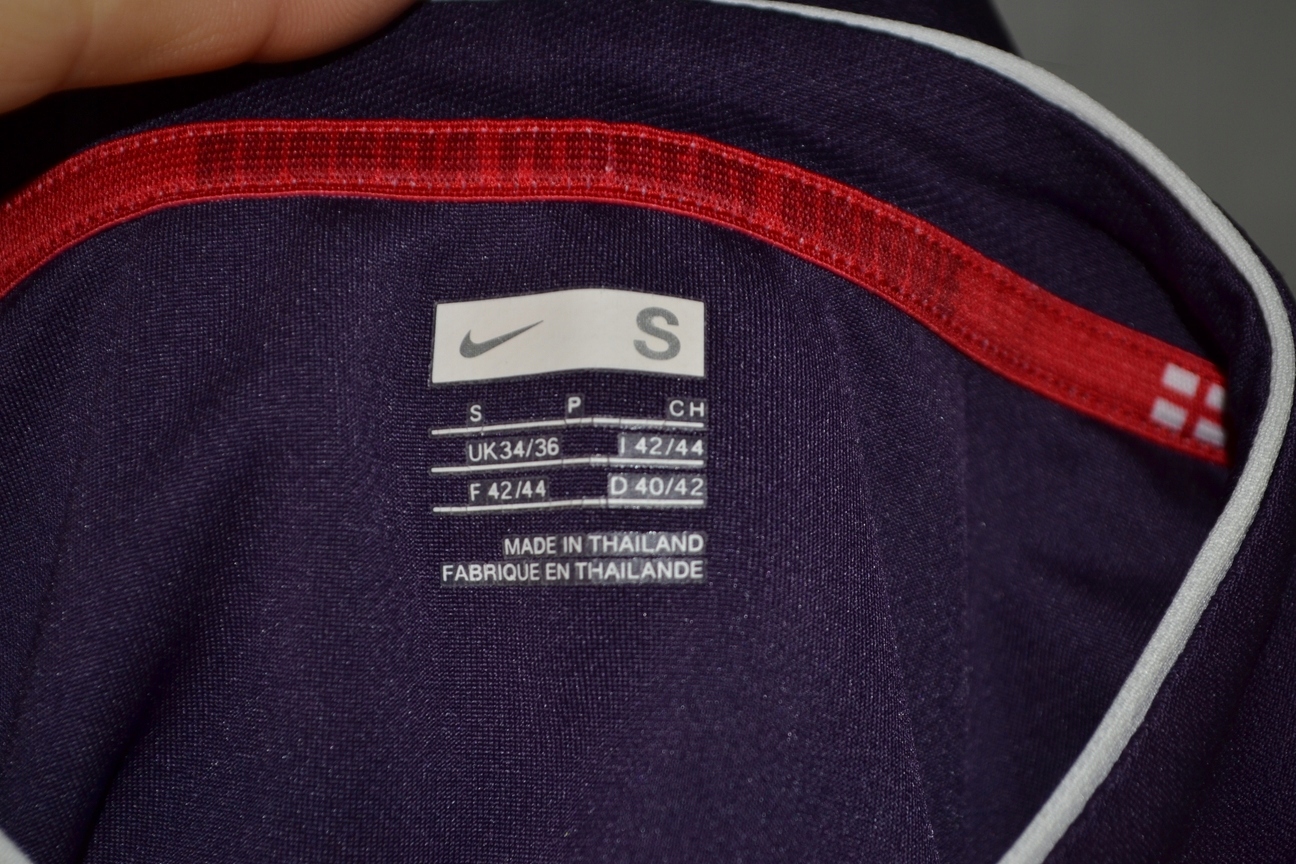 S
S P CH
UK34/36 I 42/44
F 42/44 D 40/42
MADE IN THAILAND
FABRIQUE EN THAILANDE